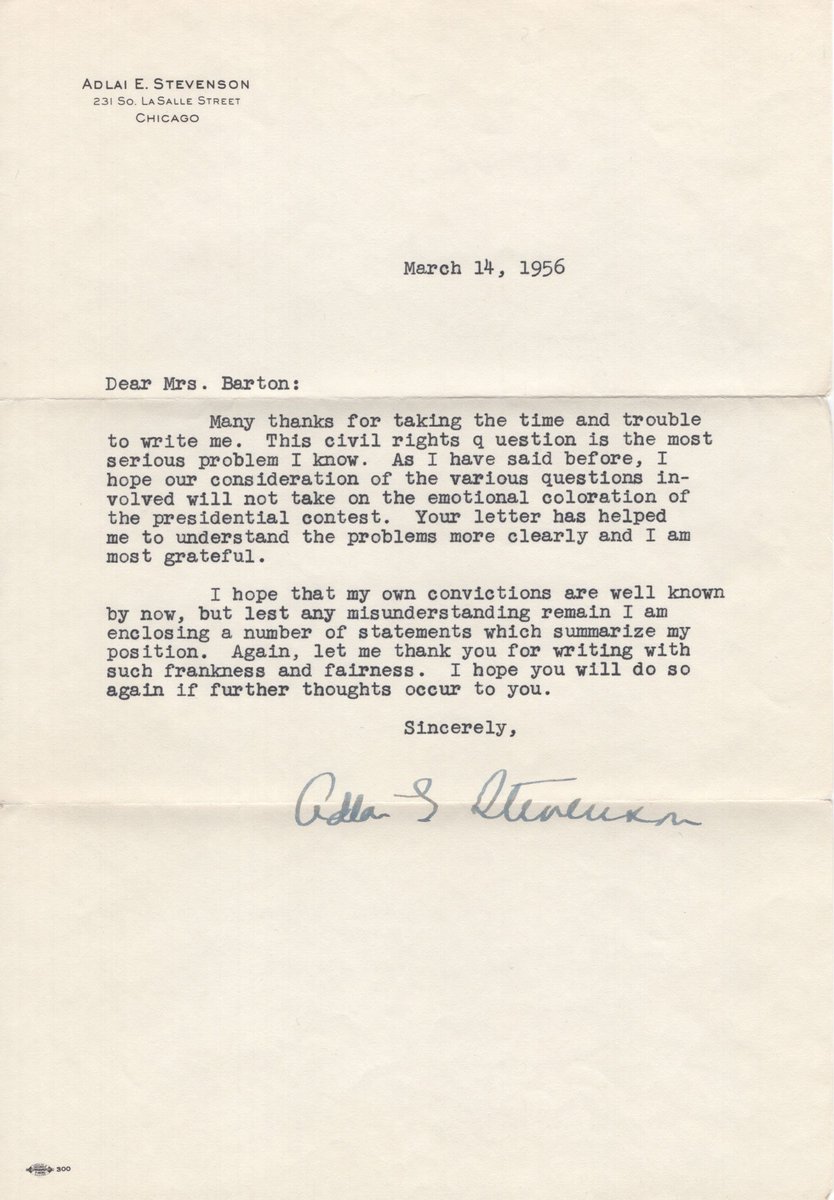 ADLAI E. STEVENSON
231 SO. LASALLE STREET
CHICAGO
March 14, 1956
Dear Mrs. Barton:
Many thanks for taking the time and trouble
to write me. This civil rights q uestion is the most
serious problem I know. As I have said before, I
hope our consideration of the various questions in-
volved will not take on the emotional coloration of
the presidential contest. Your letter has helped
me to understand the problems more clearly and I am
most grateful.
I hope that my own convictions are well known
by now, but lest any misunderstanding remain I am
enclosing a number of statements which summarize my
position. Again, let me thank you for writing with
such frankness and fairness. I hope you will do so
again if further thoughts occur to you.
Sincerely,
Adlai E Stevenson
300